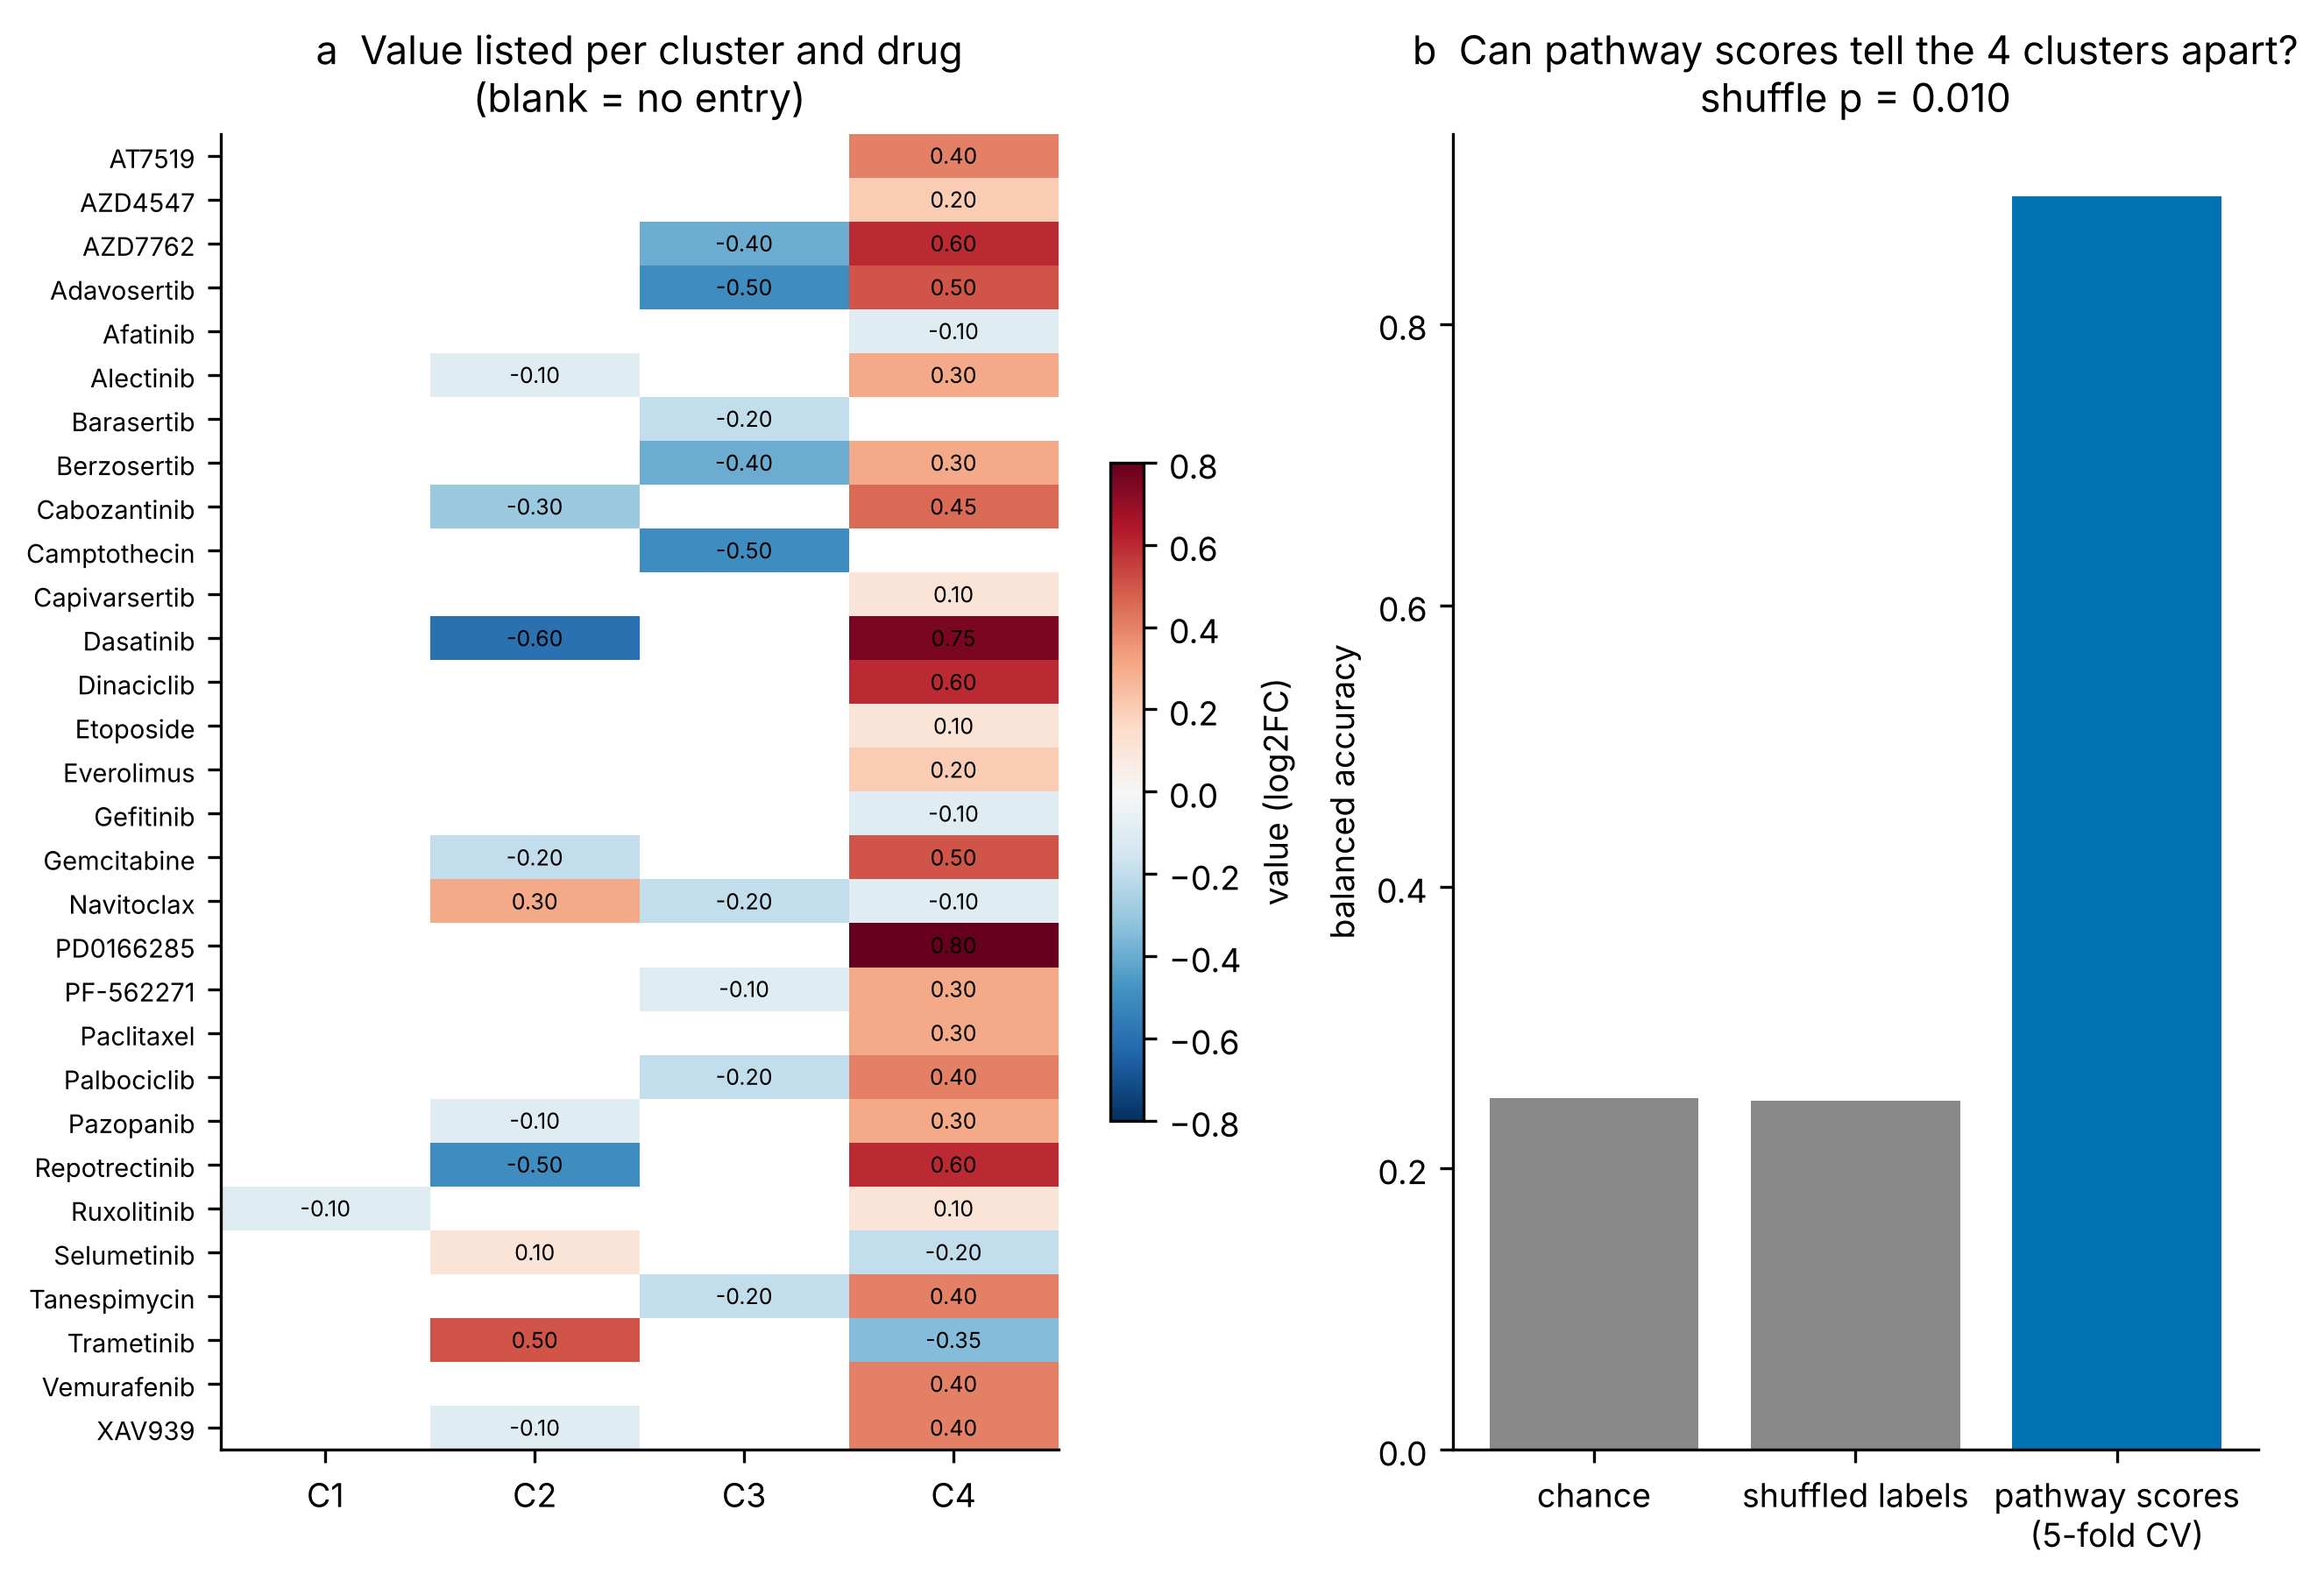 a  Value listed per cluster and drug
(blank = no entry)
AT7519 0.40
AZD4547 0.20
AZD7762 -0.40 0.60
Adavosertib -0.50 0.50
Afatinib -0.10
Alectinib -0.10 0.30
Barasertib -0.20
Berzosertib -0.40 0.30
Cabozantinib -0.30 0.45
Camptothecin -0.50
Capivarsertib 0.10
Dasatinib -0.60 0.75
Dinaciclib 0.60
Etoposide 0.10
Everolimus 0.20
Gefitinib -0.10
Gemcitabine -0.20 0.50
Navitoclax 0.30 -0.20 -0.10
PD0166285 0.80
PF-562271 -0.10 0.30
Paclitaxel 0.30
Palbociclib -0.20 0.40
Pazopanib -0.10 0.30
Repotrectinib -0.50 0.60
Ruxolitinib -0.10 0.10
Selumetinib 0.10 -0.20
Tanespimycin -0.20 0.40
Trametinib 0.50 -0.35
Vemurafenib 0.40
XAV939 -0.10 0.40
C1 C2 C3 C4
0.8
0.6
0.4
0.2
0.0
−0.2
−0.4
−0.6
−0.8
value (log2FC)
b  Can pathway scores tell the 4 clusters apart?
shuffle p = 0.010
balanced accuracy
0.8
0.6
0.4
0.2
0.0
chance shuffled labels pathway scores
(5-fold CV)